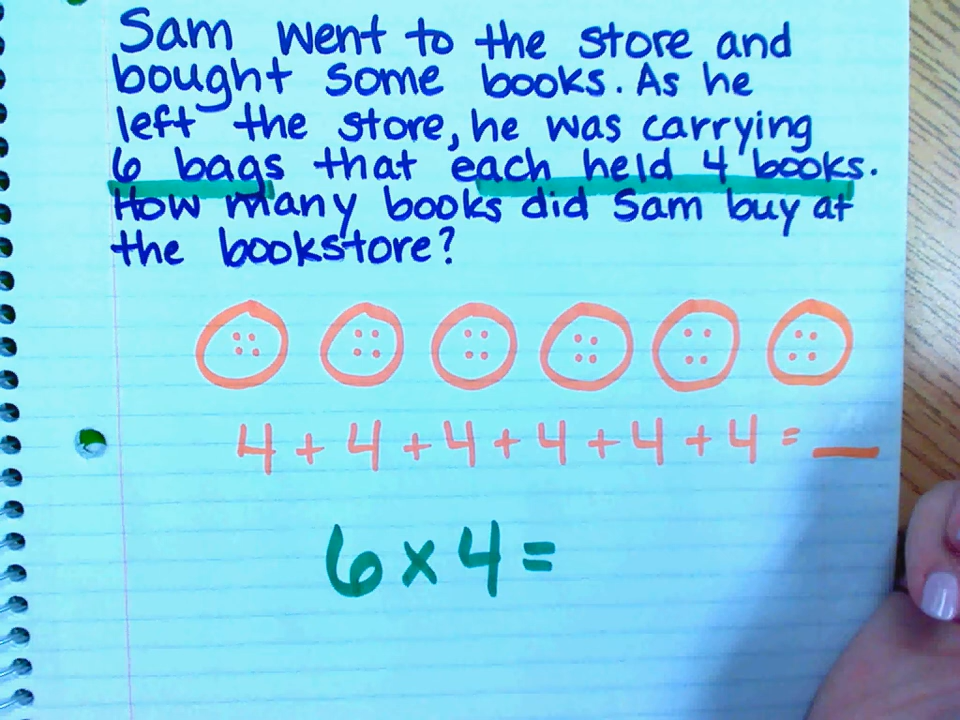 Sam went to the store and
bought some books. As he
left the store, he was carrying
6 bags that each held 4 books.
How many books did Sam buy at
the bookstore?
4 + 4 + 4 + 4 + 4 + 4 = __
6 x 4 =